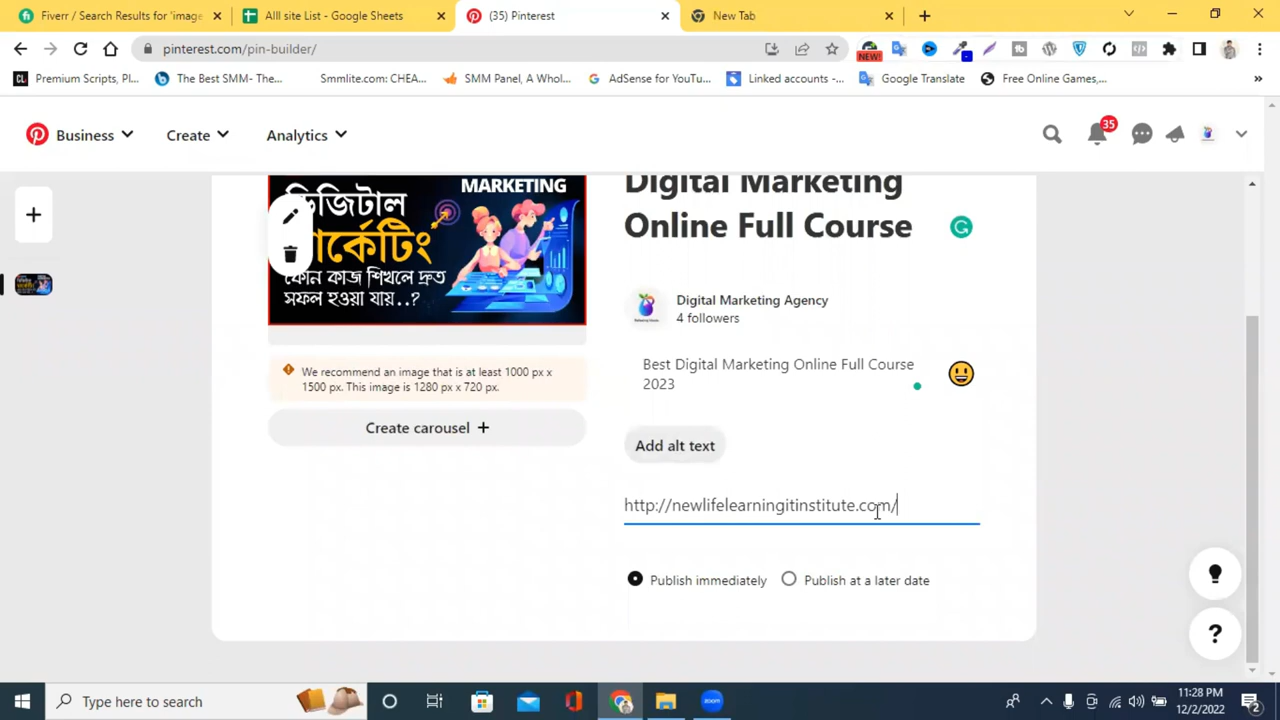 Fiverr / Search Results for 'image
Alll site List - Google Sheets
(35) Pinterest
New Tab
pinterest.com/pin-builder/
NEW!
Premium Scripts, Pl...
The Best SMM- The...
Smmlite.com: CHEA...
SMM Panel, A Whol...
AdSense for YouTu...
Linked accounts -...
Google Translate
Free Online Games,...
Business
Create
Analytics
35
MARKETING
ডিজিটাল
মার্কেটিং
কোন কাজ শিখলে দ্রুত
সফল হওয়া যায়..?
Digital Marketing
Online Full Course
Digital Marketing Agency
4 followers
Best Digital Marketing Online Full Course
2023
We recommend an image that is at least 1000 px x
1500 px. This image is 1280 px x 720 px.
Create carousel +
Add alt text
http://newlifelearningitinstitute.com/
Publish immediately
Publish at a later date
?
Type here to search
zoom
11:28 PM
12/2/2022
2